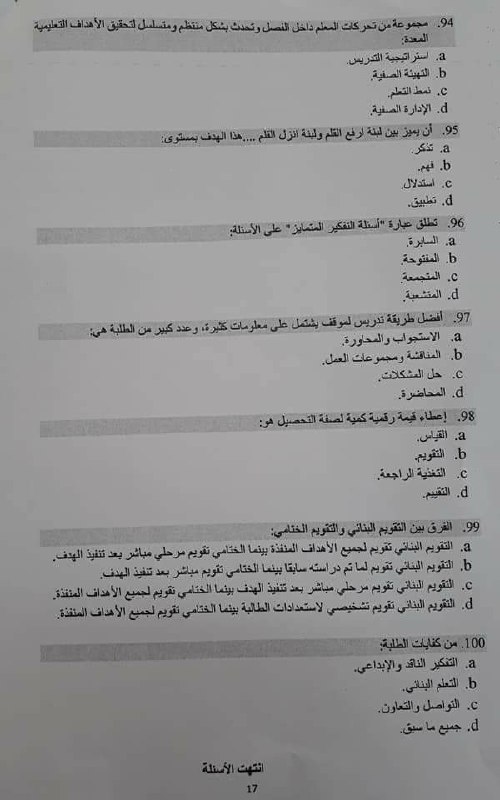 94. مجموعة من تحركات المعلم داخل الفصل وتحدث بشكل منتظم ومتسلسل لتحقيق الأهداف التعليمية
المعدة:
a. استراتيجية التدريس.
b. التهيئة الصفية.
c. نمط التعلم.
d. الإدارة الصفية.
95. أن يميز بين لبنة ارفع القلم ولبنة انزل القلم ....هذا الهدف بمستوى:
a. تذكر.
b. فهم.
c. استدلال.
d. تطبيق.
96. تطلق عبارة "أسئلة التفكير المتمايز" على الأسئلة:
a. السابرة.
b. المفتوحة.
c. المتجمعة.
d. المتشعبة.
97. أفضل طريقة تدريس لموقف يشتمل على معلومات كثيرة، وعدد كبير من الطلبة هي:
a. الاستجواب والمحاورة.
b. المناقشة ومجموعات العمل.
c. حل المشكلات.
d. المحاضرة.
98. إعطاء قيمة رقمية كمية لصفة التحصيل هو:
a. القياس.
b. التقويم.
c. التغذية الراجعة.
d. التقييم.
99. الفرق بين التقويم البنائي والتقويم الختامي:
a. التقويم البنائي تقويم لجميع الأهداف المنفذة بينما الختامي تقويم مرحلي مباشر بعد تنفيذ الهدف.
b. التقويم البنائي تقويم لما تم دراسته سابقا بينما الختامي تقويم مباشر بعد تنفيذ الهدف.
c. التقويم البنائي تقويم مرحلي مباشر بعد تنفيذ الهدف بينما الختامي تقويم لجميع الأهداف المنفذة.
d. التقويم البنائي تقويم تشخيصي لاستعدادات الطالبة بينما الختامي تقويم لجميع الأهداف المنفذة.
100. من كفايات الطلبة:
a. التفكير الناقد والإبداعي.
b. التعلم البنائي.
c. التواصل والتعاون.
d. جميع ما سبق.
انتهت الأسئلة
17